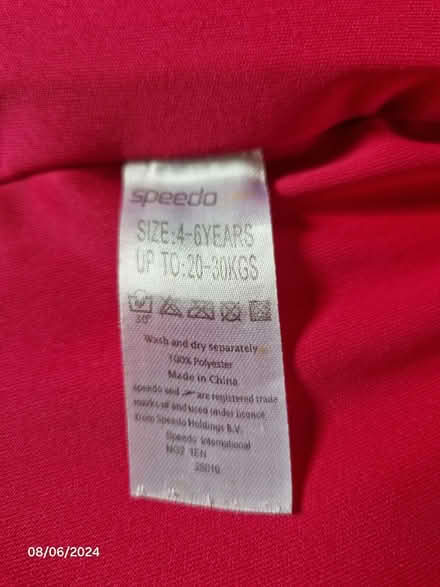 speedo
SIZE:4-6YEARS
UP TO:20-30KGS
30°
Wash and dry separately
100% Polyester
Made in China
speedo and are registered trade
marks of and used under licence
from Speedo Holdings B.V.
Speedo International
NG2 1EN
28016
08/06/2024